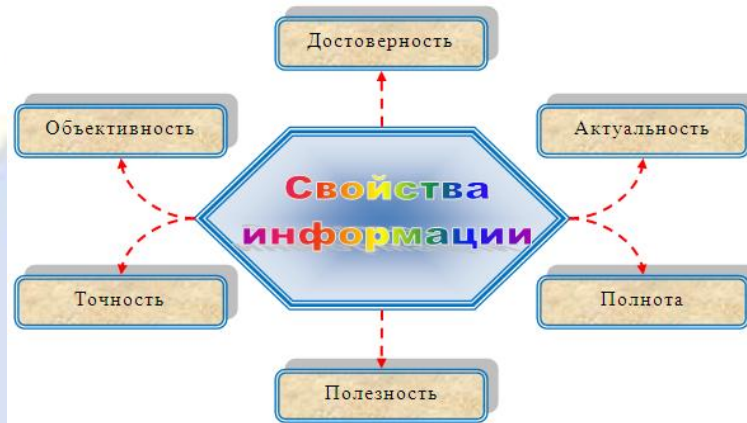 Достоверность
Объективность
Актуальность
Свойства
информации
Точность
Полнота
Полезность